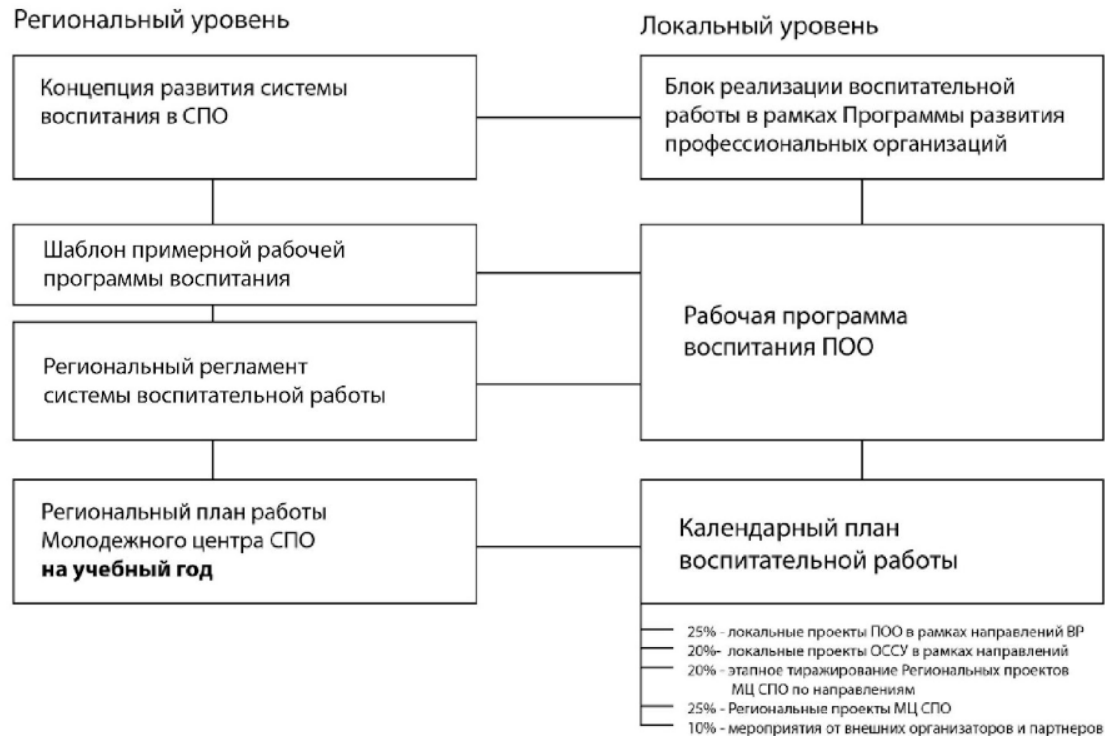 Региональный уровень
Локальный уровень
Концепция развития системы
воспитания в СПО
Блок реализации воспитательной
работы в рамках Программы развития
профессиональных организаций
Шаблон примерной рабочей
программы воспитания
Региональный регламент
системы воспитательной работы
Рабочая программа
воспитания ПОО
Региональный план работы
Молодежного центра СПО
на учебный год
Календарный план
воспитательной работы
25% - локальные проекты ПОО в рамках направлений ВР
20%- локальные проекты ОССУ в рамках направлений
20% - этапное тиражирование Региональных проектов
МЦ СПО по направлениям
25% - Региональные проекты МЦ СПО
10% - мероприятия от внешних организаторов и партнеров